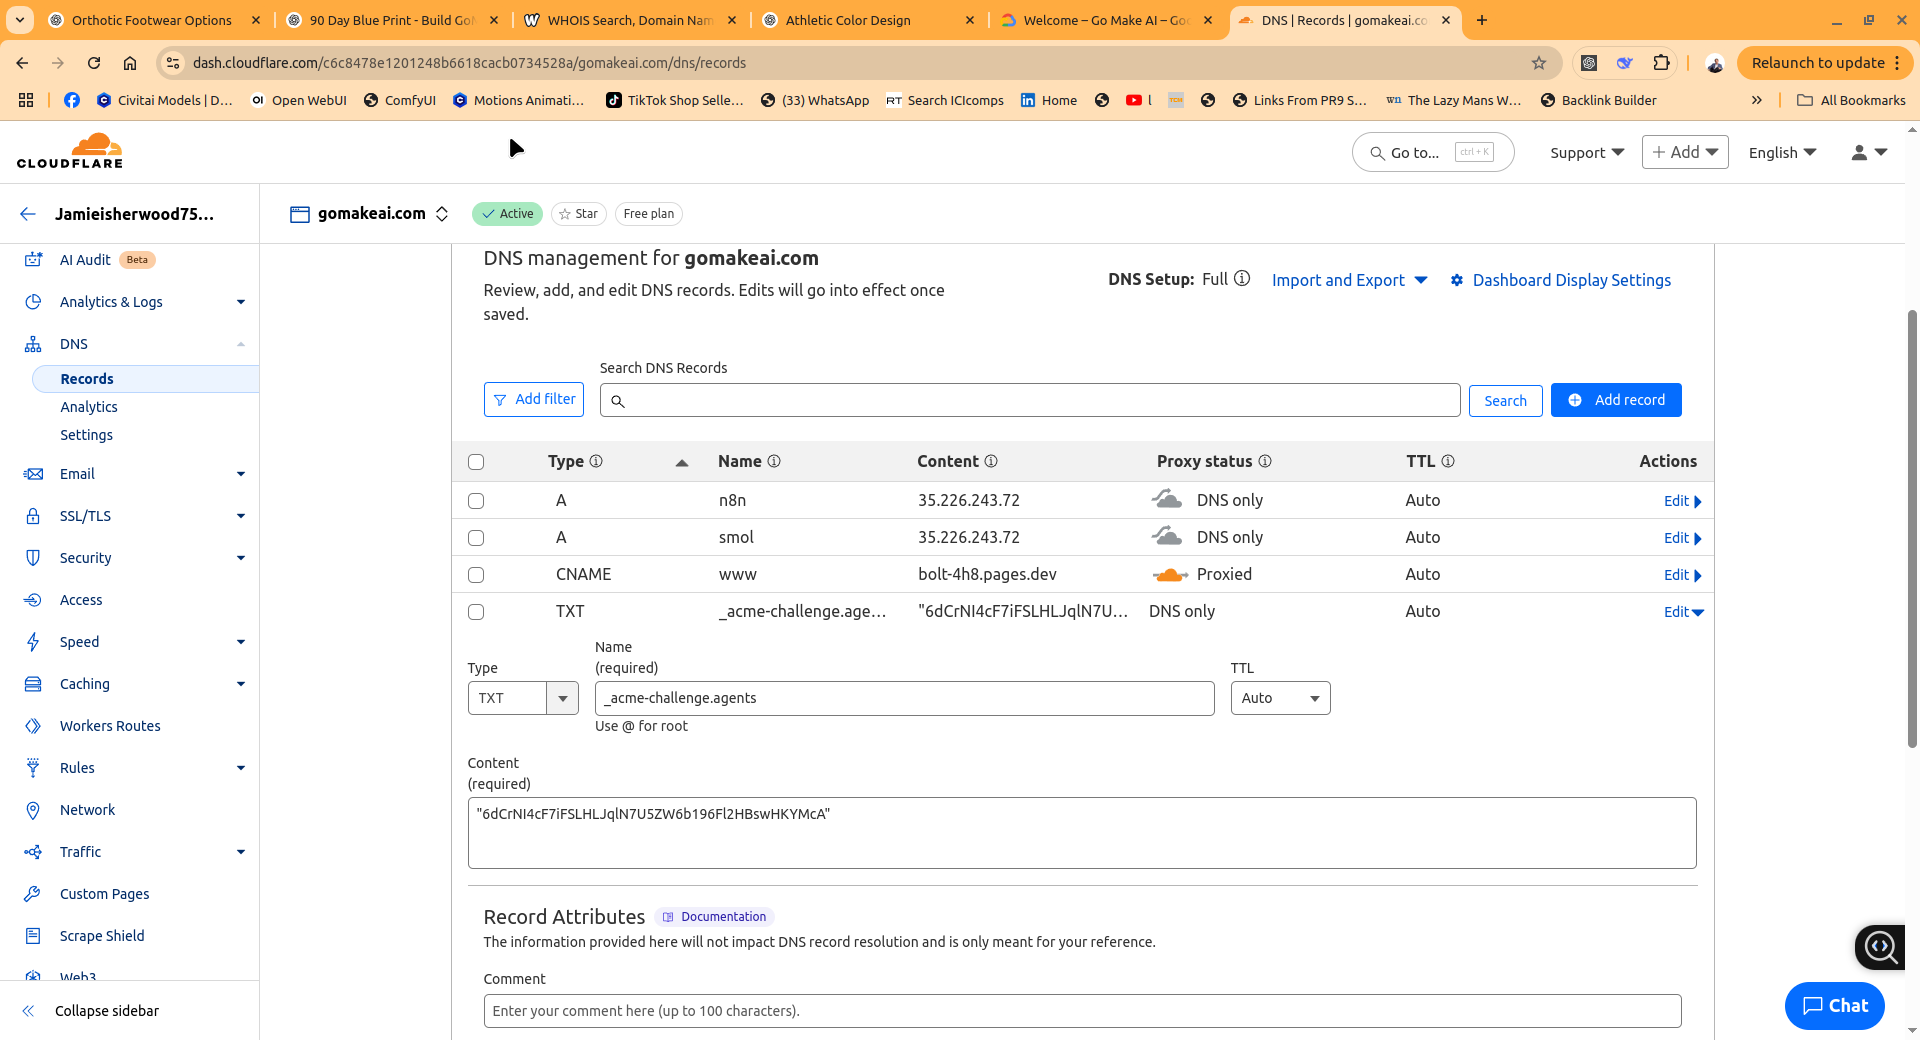 Orthotic Footwear Options
90 Day Blue Print - Build GoM
WHOIS Search, Domain Nam
Athletic Color Design
Welcome – Go Make AI – Goo
DNS | Records | gomakeai.co
dash.cloudflare.com/c6c8478e1201248b6618cacb0734528a/gomakeai.com/dns/records
Relaunch to update
Civitai Models | D...
OI Open WebUI
ComfyUI
Motions Animati...
TikTok Shop Selle...
(33) WhatsApp
RT Search ICIcomps
Home
l
Links From PR9 S...
wn The Lazy Mans W...
Backlink Builder
All Bookmarks
CLOUDFLARE
Go to... ctrl + K
Support
+ Add
English
Jamieisherwood75...
gomakeai.com
Active
Star
Free plan
AI Audit Beta
Analytics & Logs
DNS
Records
Analytics
Settings
Email
SSL/TLS
Security
Access
Speed
Caching
Workers Routes
Rules
Network
Traffic
Custom Pages
Scrape Shield
Web3
Collapse sidebar
DNS management for gomakeai.com
Review, add, and edit DNS records. Edits will go into effect once
saved.
DNS Setup: Full
Import and Export
Dashboard Display Settings
Search DNS Records
Add filter
Search
Add record
Type Name Content Proxy status TTL Actions
A n8n 35.226.243.72 DNS only Auto Edit
A smol 35.226.243.72 DNS only Auto Edit
CNAME www bolt-4h8.pages.dev Proxied Auto Edit
TXT _acme-challenge.age... "6dCrNI4cF7iFSLHLJqlN7U... DNS only Auto Edit
Name
Type (required) TTL
TXT _acme-challenge.agents Auto
Use @ for root
Content
(required)
"6dCrNI4cF7iFSLHLJqlN7U5ZW6b196Fl2HBswHKYMcA"
Record Attributes Documentation
The information provided here will not impact DNS record resolution and is only meant for your reference.
Comment
Enter your comment here (up to 100 characters).
Chat